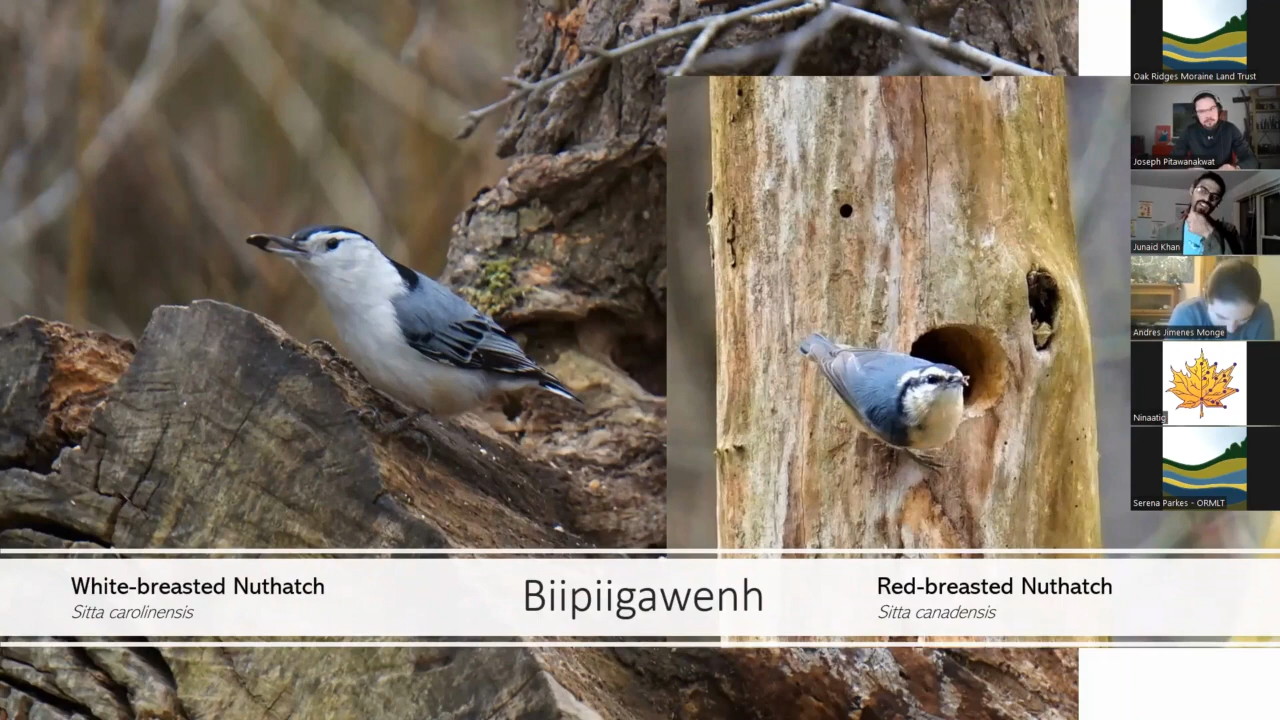 Oak Ridges Moraine Land Trust
Joseph Pitawanakwat
Junaid Khan
Andres Jimenes Monge
Ninaatig
Serena Parkes - ORMLT
White-breasted Nuthatch
Sitta carolinensis
Biipiigawenh
Red-breasted Nuthatch
Sitta canadensis